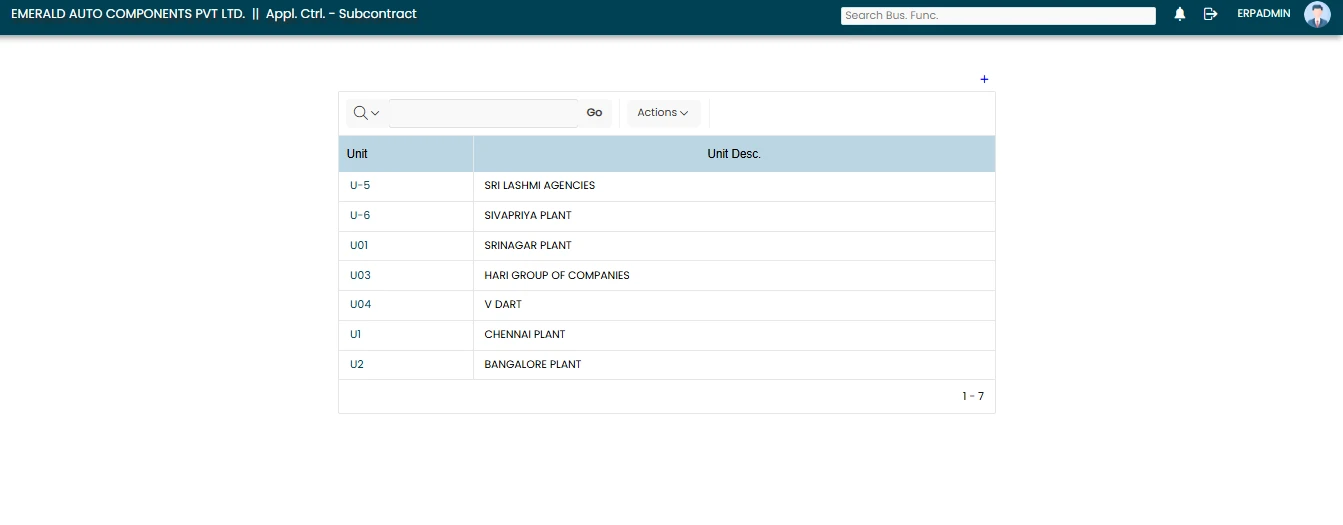 EMERALD AUTO COMPONENTS PVT LTD. || Appl. Ctrl. - Subcontract Search Bus. Func. ERPADMIN
+
Go Actions
Unit Unit Desc.
U-5 SRI LASHMI AGENCIES
U-6 SIVAPRIYA PLANT
U01 SRINAGAR PLANT
U03 HARI GROUP OF COMPANIES
U04 V DART
U1 CHENNAI PLANT
U2 BANGALORE PLANT
1 - 7